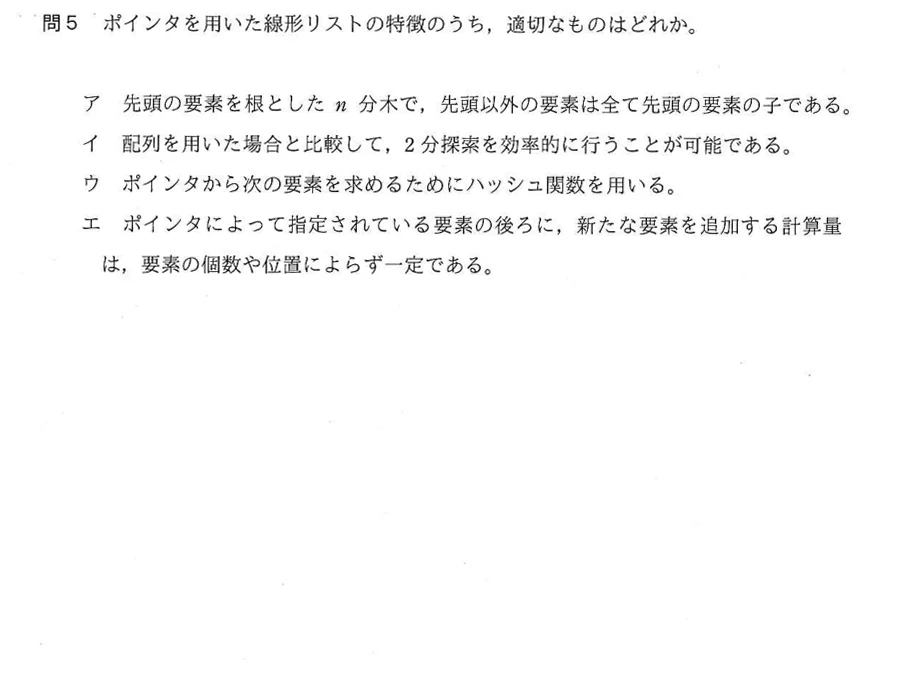 問5 ポインタを用いた線形リストの特徴のうち，適切なものはどれか。
ア 先頭の要素を根とした n 分木で，先頭以外の要素は全て先頭の要素の子である。
イ 配列を用いた場合と比較して，2分探索を効率的に行うことが可能である。
ウ ポインタから次の要素を求めるためにハッシュ関数を用いる。
エ ポインタによって指定されている要素の後ろに，新たな要素を追加する計算量
は，要素の個数や位置によらず一定である。